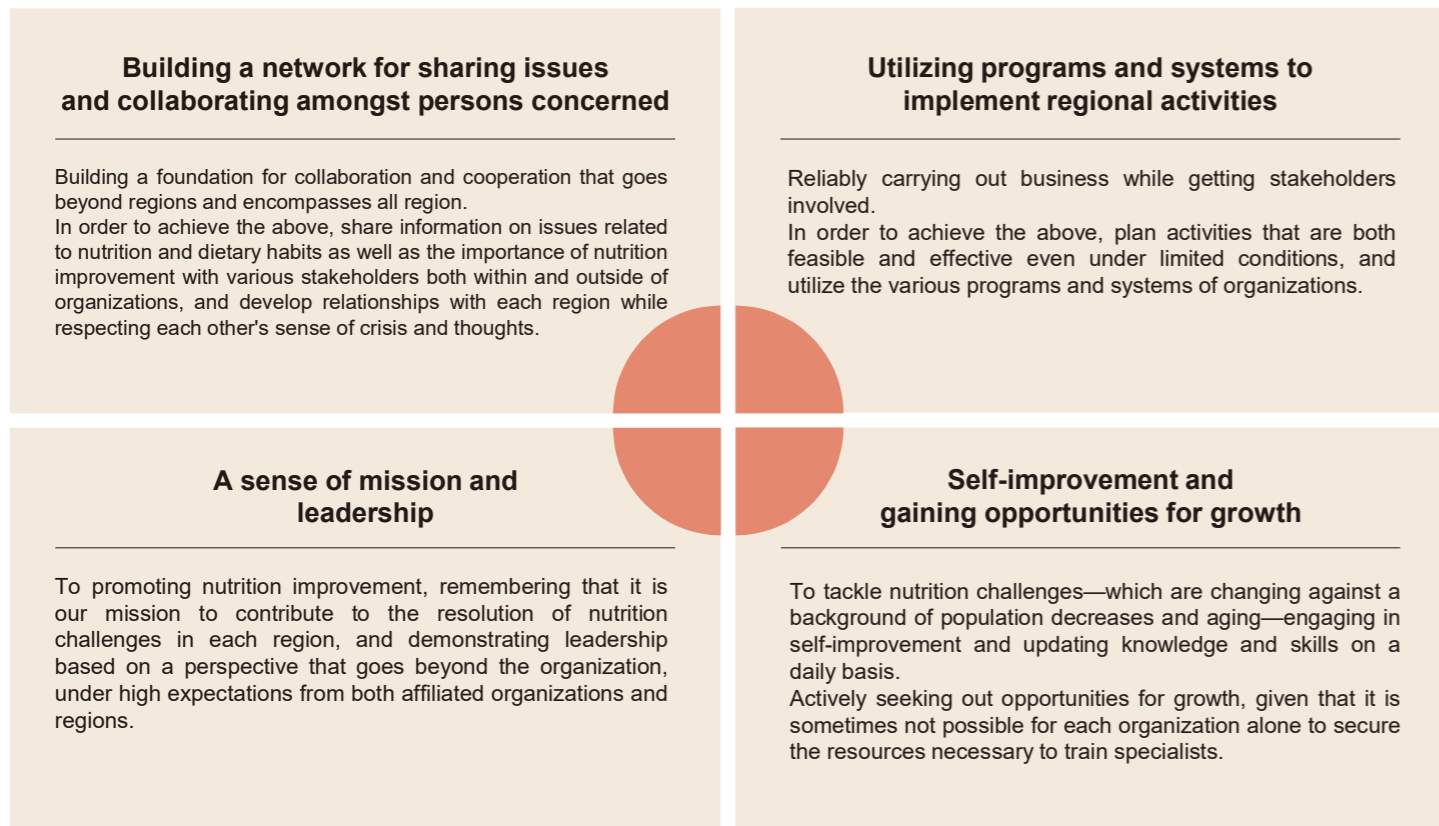 Building a network for sharing issues
and collaborating amongst persons concerned
Building a foundation for collaboration and cooperation that goes
beyond regions and encompasses all region.
In order to achieve the above, share information on issues related
to nutrition and dietary habits as well as the importance of nutrition
improvement with various stakeholders both within and outside of
organizations, and develop relationships with each region while
respecting each other's sense of crisis and thoughts.
Utilizing programs and systems to
implement regional activities
Reliably carrying out business while getting stakeholders
involved.
In order to achieve the above, plan activities that are both
feasible and effective even under limited conditions, and
utilize the various programs and systems of organizations.
A sense of mission and
leadership
To promoting nutrition improvement, remembering that it is
our mission to contribute to the resolution of nutrition
challenges in each region, and demonstrating leadership
based on a perspective that goes beyond the organization,
under high expectations from both affiliated organizations and
regions.
Self-improvement and
gaining opportunities for growth
To tackle nutrition challenges—which are changing against a
background of population decreases and aging—engaging in
self-improvement and updating knowledge and skills on a
daily basis.
Actively seeking out opportunities for growth, given that it is
sometimes not possible for each organization alone to secure
the resources necessary to train specialists.